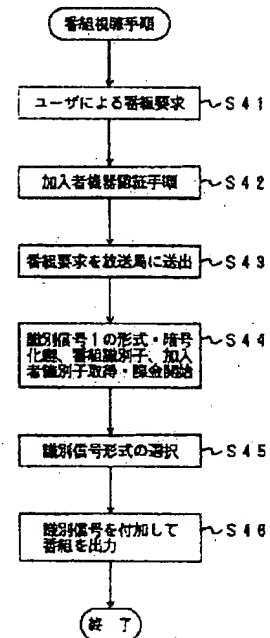 番組視聴手順
ユーザによる番組要求
S41
加入者機器認証手順
S42
番組要求を放送局に送出
S43
識別信号1の形式・暗号
化鍵、番組識別子、加入
者識別子取得・課金開始
S44
識別信号形式の選択
S45
識別信号を付加して
番組を出力
S46
終了